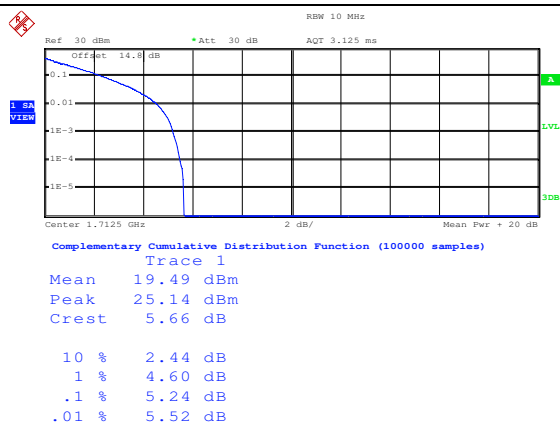 RBW 10 MHz
Ref 30 dBm *Att 30 dB AQT 3.125 ms
Offset 14.8 dB
0.1
A
0.01
1 SA
VIEW
LVL
1E-3
1E-4
1E-5
3DB
Center 1.7125 GHz 2 dB/ Mean Pwr + 20 dB
Complementary Cumulative Distribution Function (100000 samples)
Trace 1
Mean 19.49 dBm
Peak 25.14 dBm
Crest 5.66 dB
10 % 2.44 dB
1 % 4.60 dB
.1 % 5.24 dB
.01 % 5.52 dB